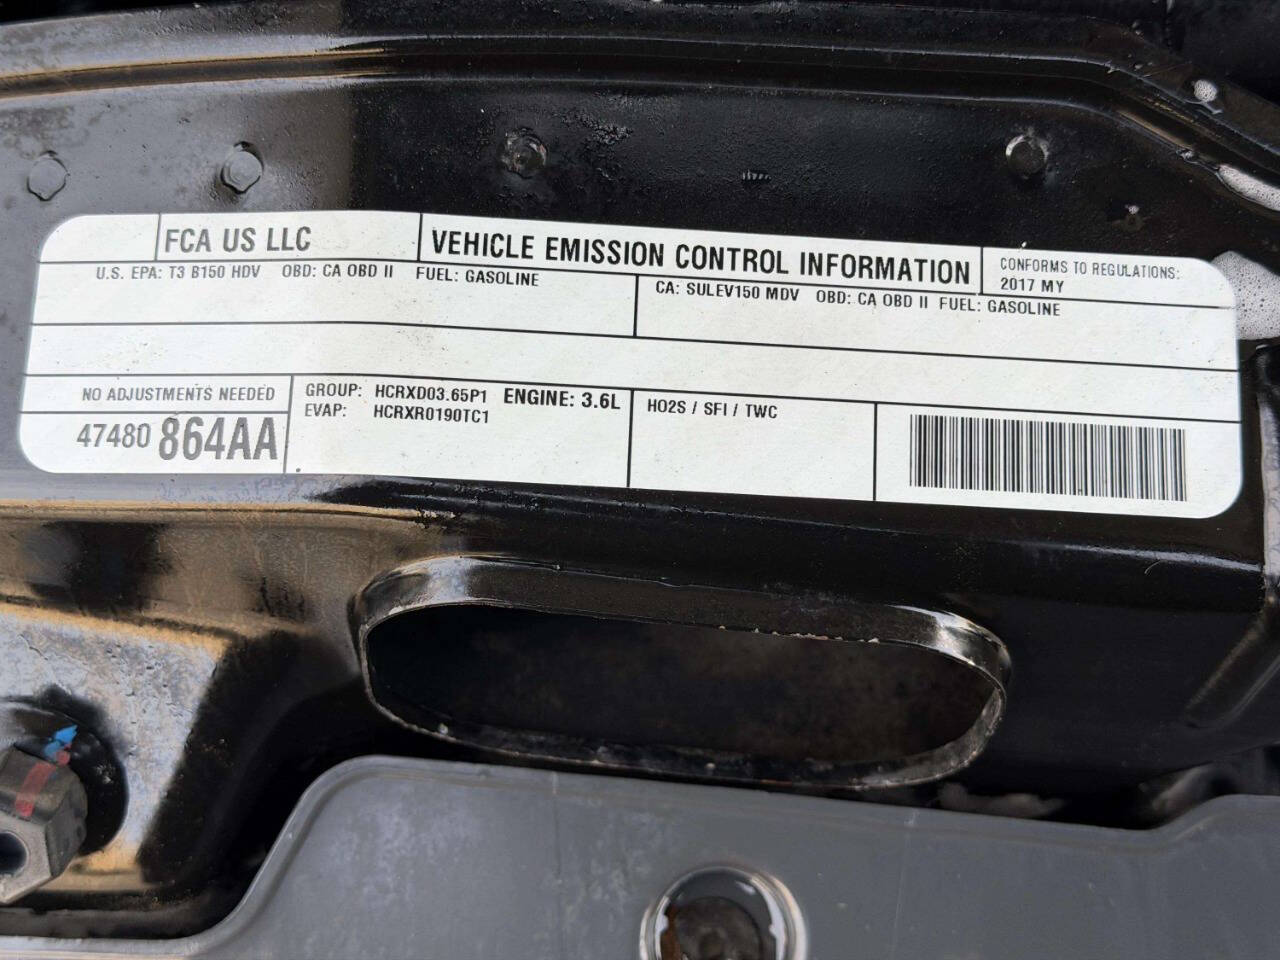 FCA US LLC
VEHICLE EMISSION CONTROL INFORMATION
CONFORMS TO REGULATIONS:
2017 MY
U.S. EPA: T3 B150 HDV OBD: CA OBD II FUEL: GASOLINE
CA: SULEV150 MDV OBD: CA OBD II FUEL: GASOLINE
NO ADJUSTMENTS NEEDED
47480 864AA
GROUP: HCRXD03.65P1 ENGINE: 3.6L
EVAP: HCRXR0190TC1
HO2S / SFI / TWC